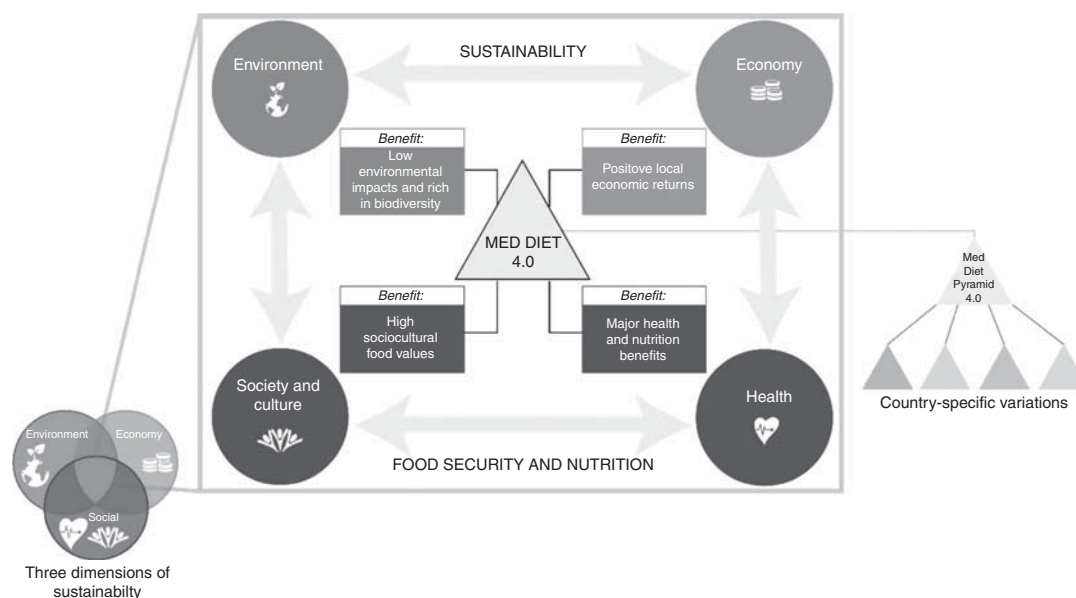 SUSTAINABILITY
Environment
Economy
Benefit:
Low
environmental
impacts and rich
in biodiversity
Benefit:
Positove local
economic returns
MED DIET
4.0
Benefit:
High
sociocultural
food values
Benefit:
Major health
and nutrition
benefits
Society and
culture
Health
FOOD SECURITY AND NUTRITION
Med
Diet
Pyramid
4.0
Country-specific variations
Environment
Economy
Social
Three dimensions of
sustainabilty